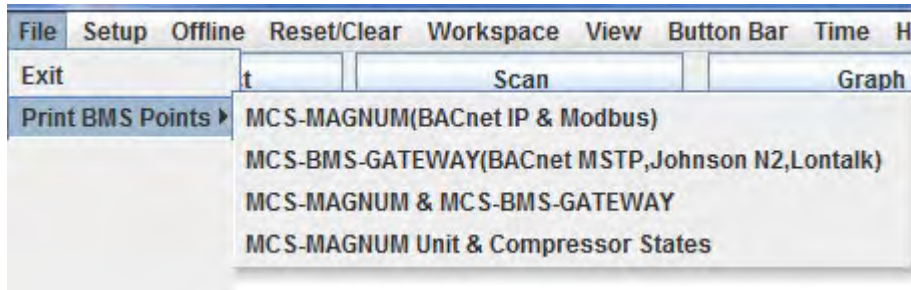 File Setup Offline Reset/Clear Workspace View Button Bar Time H
Exit t Scan Graph
Print BMS Points MCS-MAGNUM(BACnet IP & Modbus)
MCS-BMS-GATEWAY(BACnet MSTP,Johnson N2,Lontalk)
MCS-MAGNUM & MCS-BMS-GATEWAY
MCS-MAGNUM Unit & Compressor States